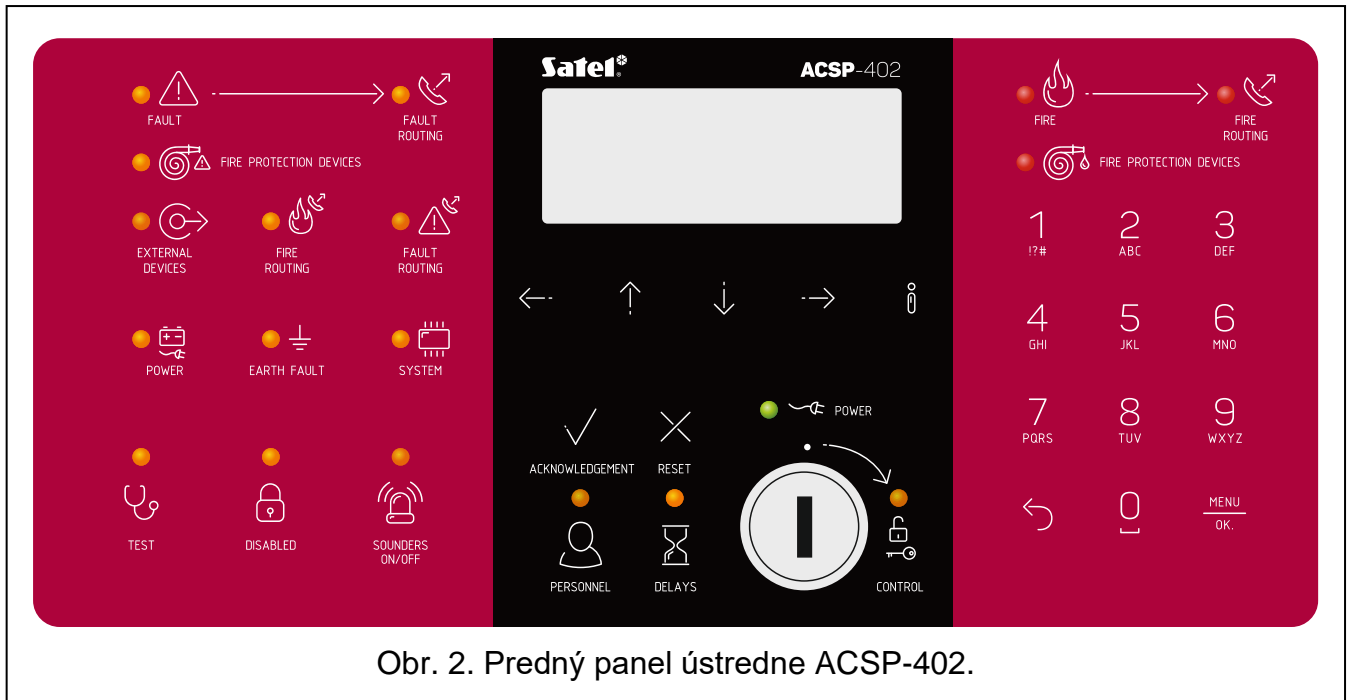 Satel®
ACSP-402
FAULT
FAULT
ROUTING
FIRE PROTECTION DEVICES
EXTERNAL
DEVICES
FIRE
ROUTING
FAULT
ROUTING
POWER
EARTH FAULT
SYSTEM
TEST
DISABLED
SOUNDERS
ON/OFF
ACKNOWLEDGEMENT
RESET
POWER
PERSONNEL
DELAYS
CONTROL
FIRE
FIRE
ROUTING
FIRE PROTECTION DEVICES
1
!?#
2
ABC
3
DEF
4
GHI
5
JKL
6
MNO
7
PQRS
8
TUV
9
WXYZ
0
MENU
OK.
Obr. 2. Predný panel ústredne ACSP-402.